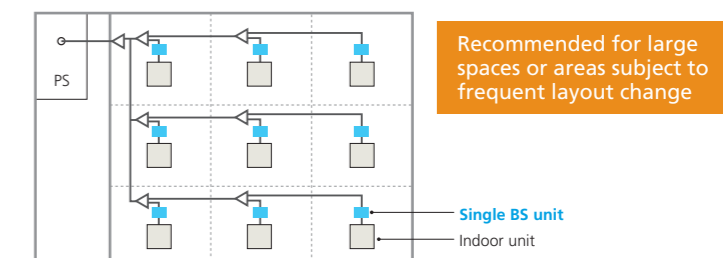 Recommended for large
spaces or areas subject to
frequent layout change
PS
Single BS unit
Indoor unit